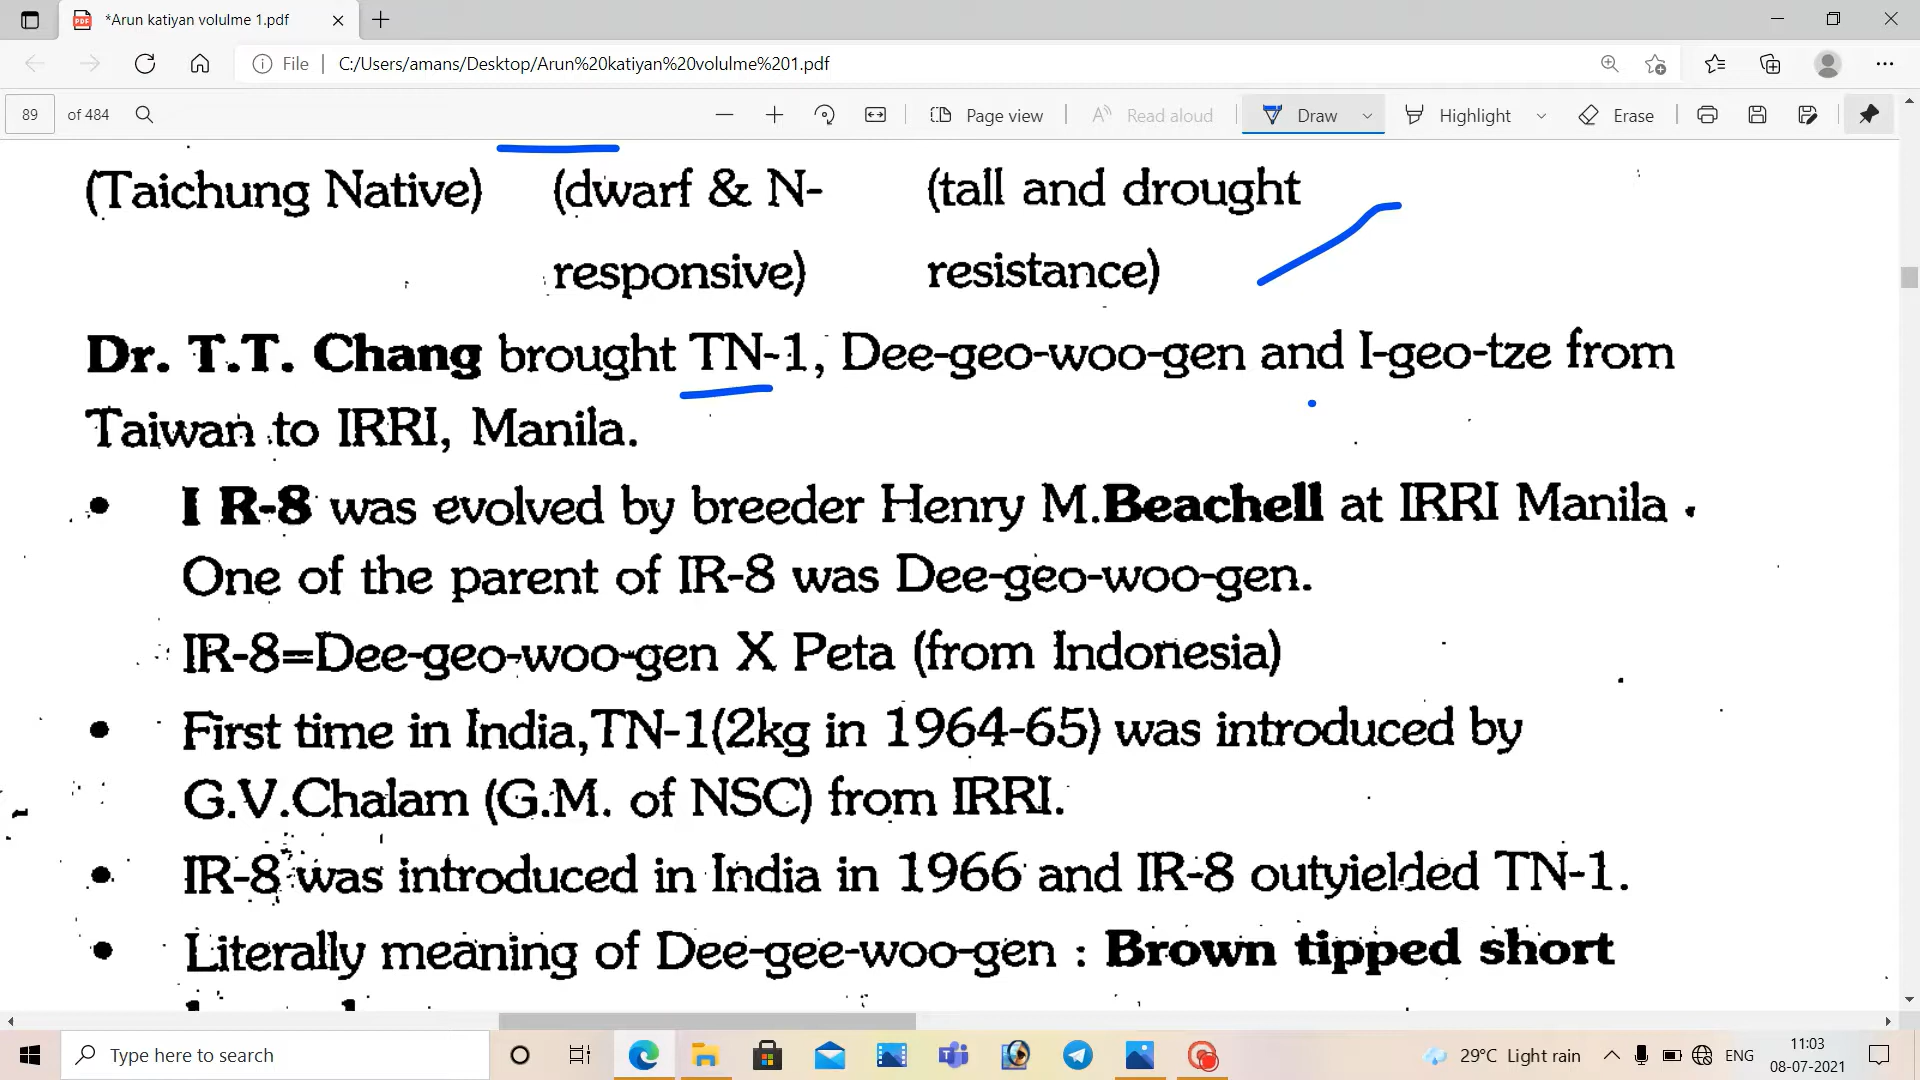 *Arun katiyan volulme 1.pdf
File
C:/Users/amans/Desktop/Arun%20katiyan%20volulme%201.pdf
89 of 484
Page view
Read aloud
Draw
Highlight
Erase
(Taichung Native) (dwarf & N- (tall and drought
responsive) resistance)
Dr. T.T. Chang brought TN-1, Dee-geo-woo-gen and I-geo-tze from
Taiwan to IRRI, Manila.
• I R-8 was evolved by breeder Henry M.Beachell at IRRI Manila .
One of the parent of IR-8 was Dee-geo-woo-gen.
IR-8=Dee-geo-woo-gen X Peta (from Indonesia)
• First time in India,TN-1(2kg in 1964-65) was introduced by
G.V.Chalam (G.M. of NSC) from IRRI.
• IR-8 was introduced in India in 1966 and IR-8 outyielded TN-1.
• Literally meaning of Dee-gee-woo-gen : Brown tipped short
Type here to search
29°C Light rain
ENG
11:03
08-07-2021